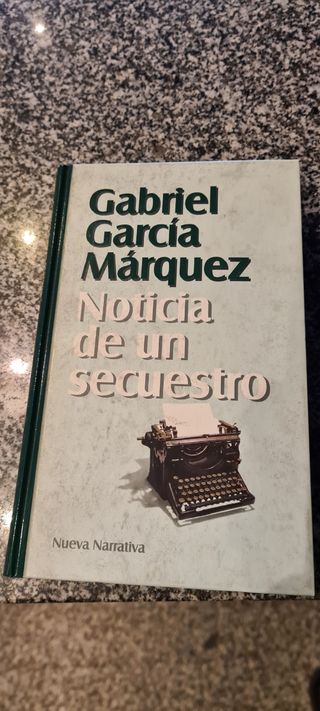 Gabriel
García
Márquez
Noticia
de un
secuestro
Nueva Narrativa